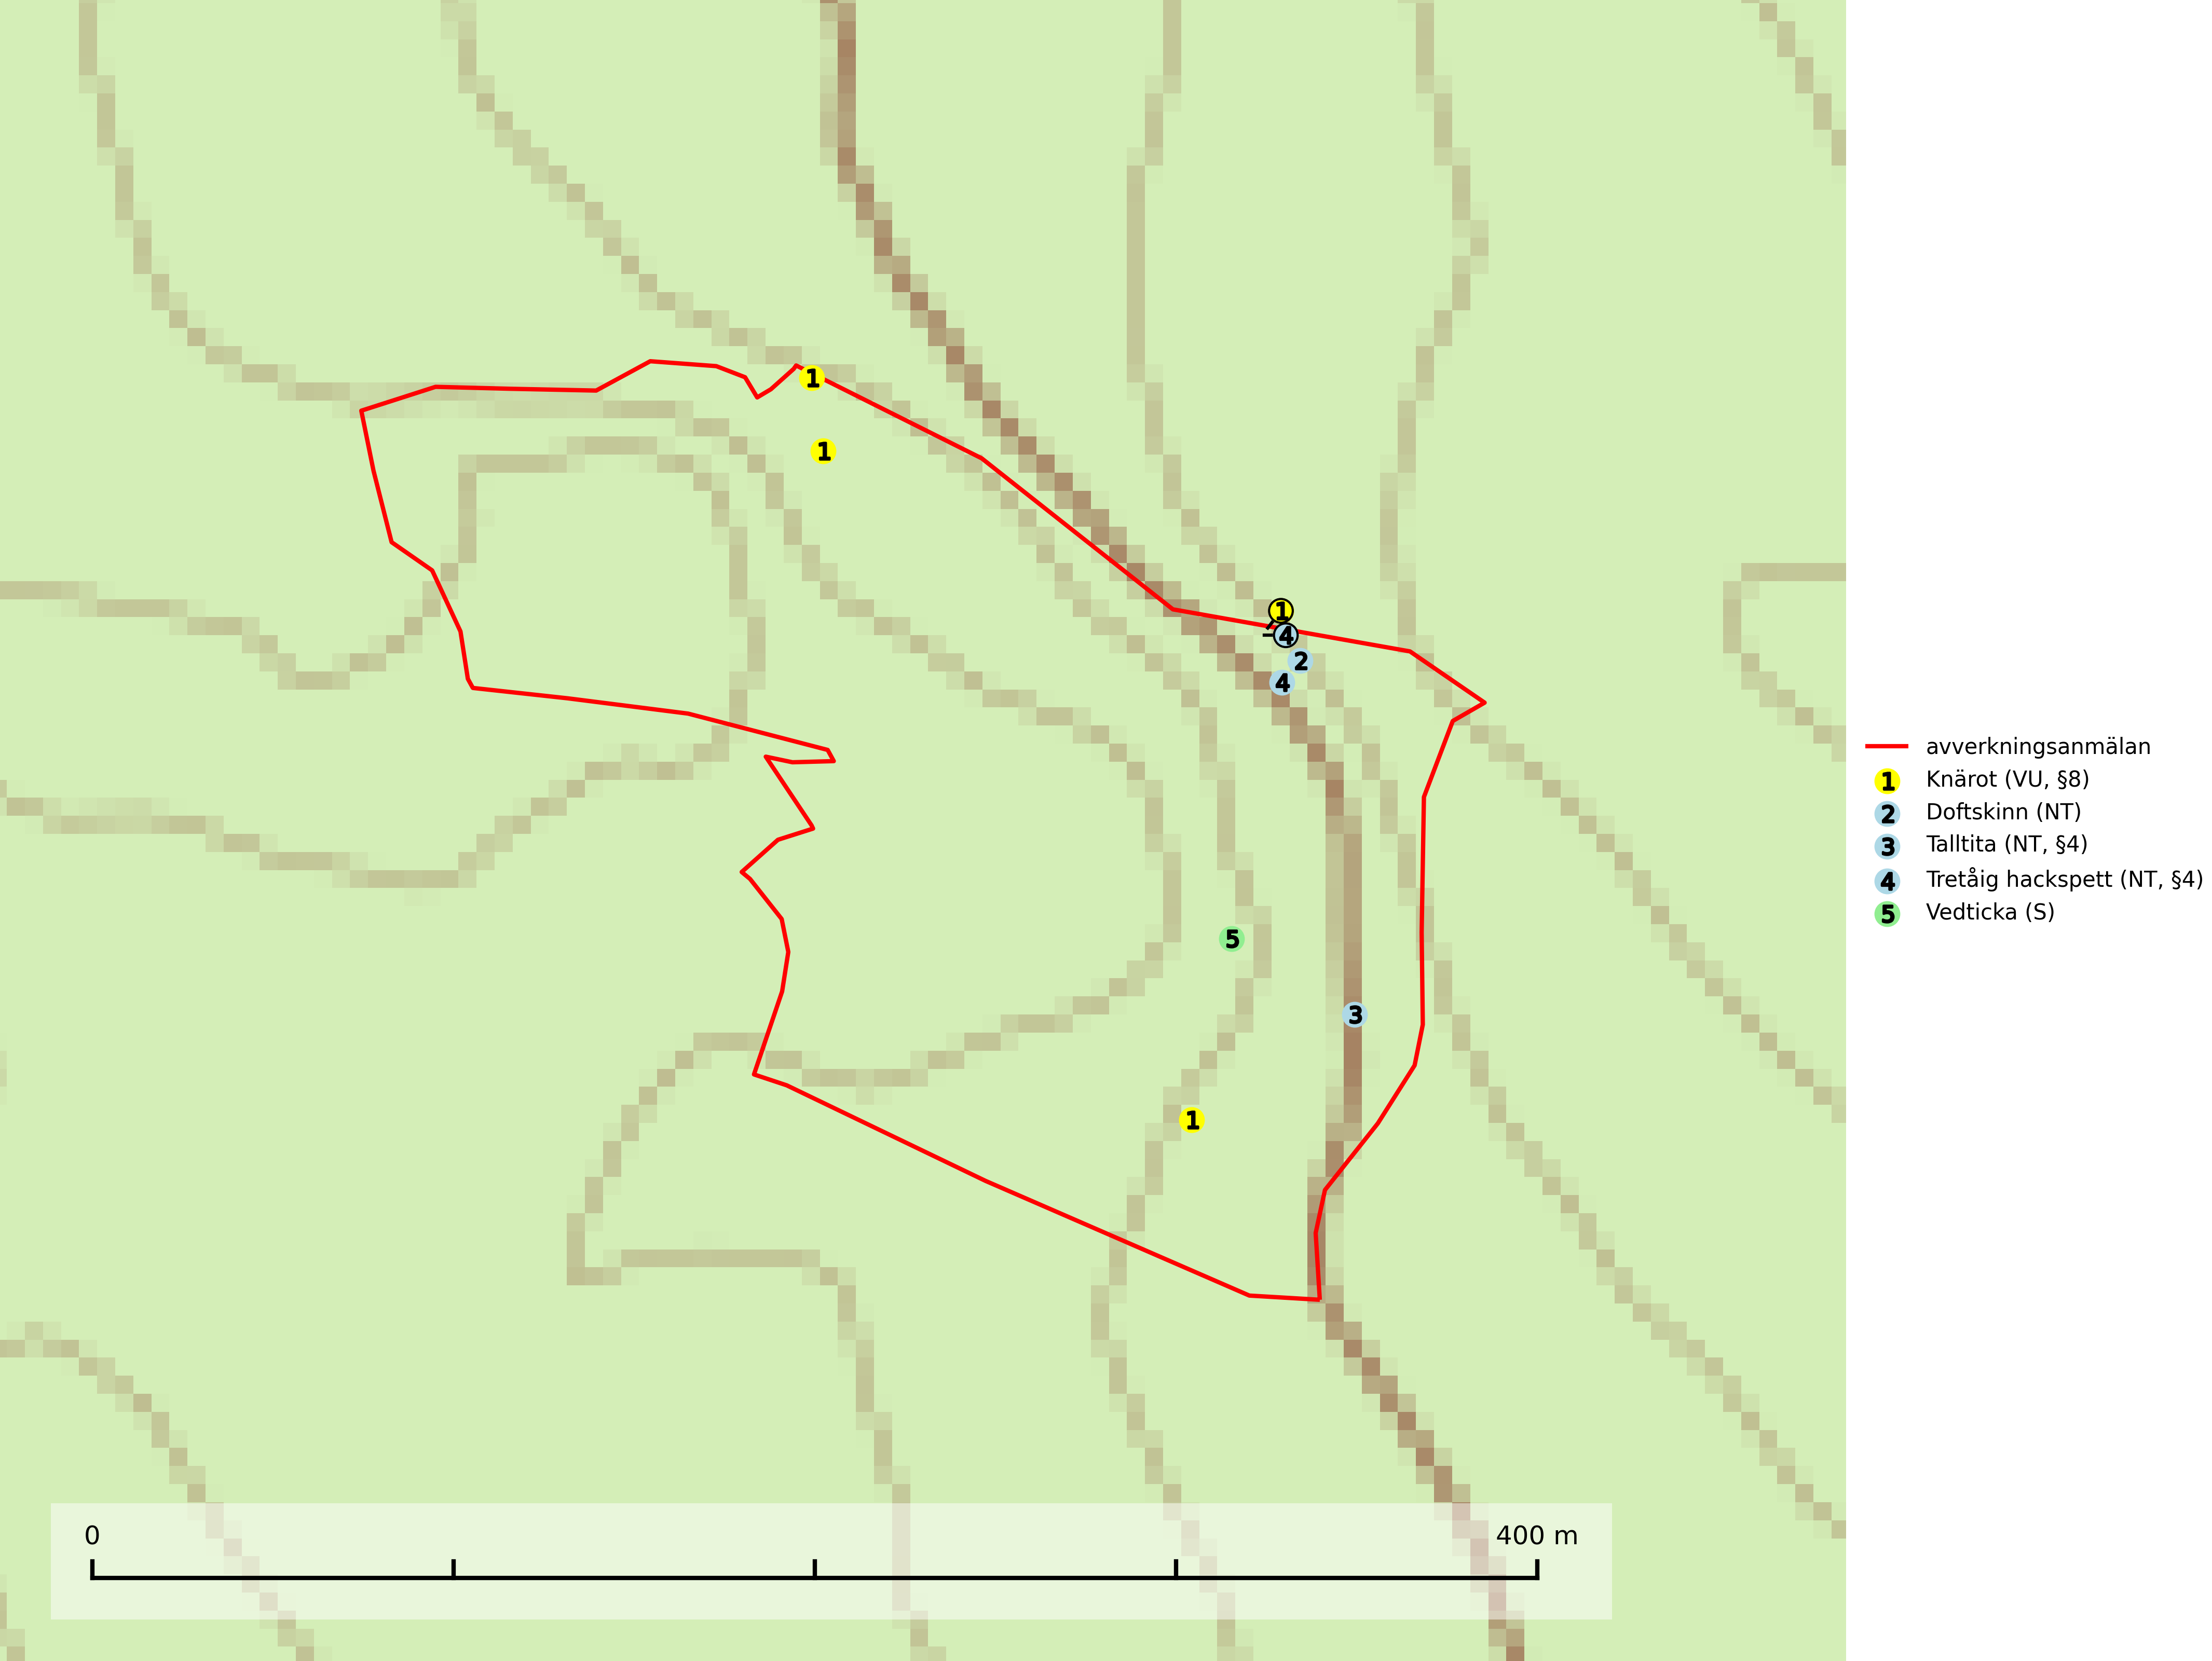 1
1
1
4
2
4
5
3
1
0
400 m
avverkningsanmälan
1 Knärot (VU, §8)
2 Doftskinn (NT)
3 Talltita (NT, §4)
4 Tretåig hackspett (NT, §4)
5 Vedticka (S)